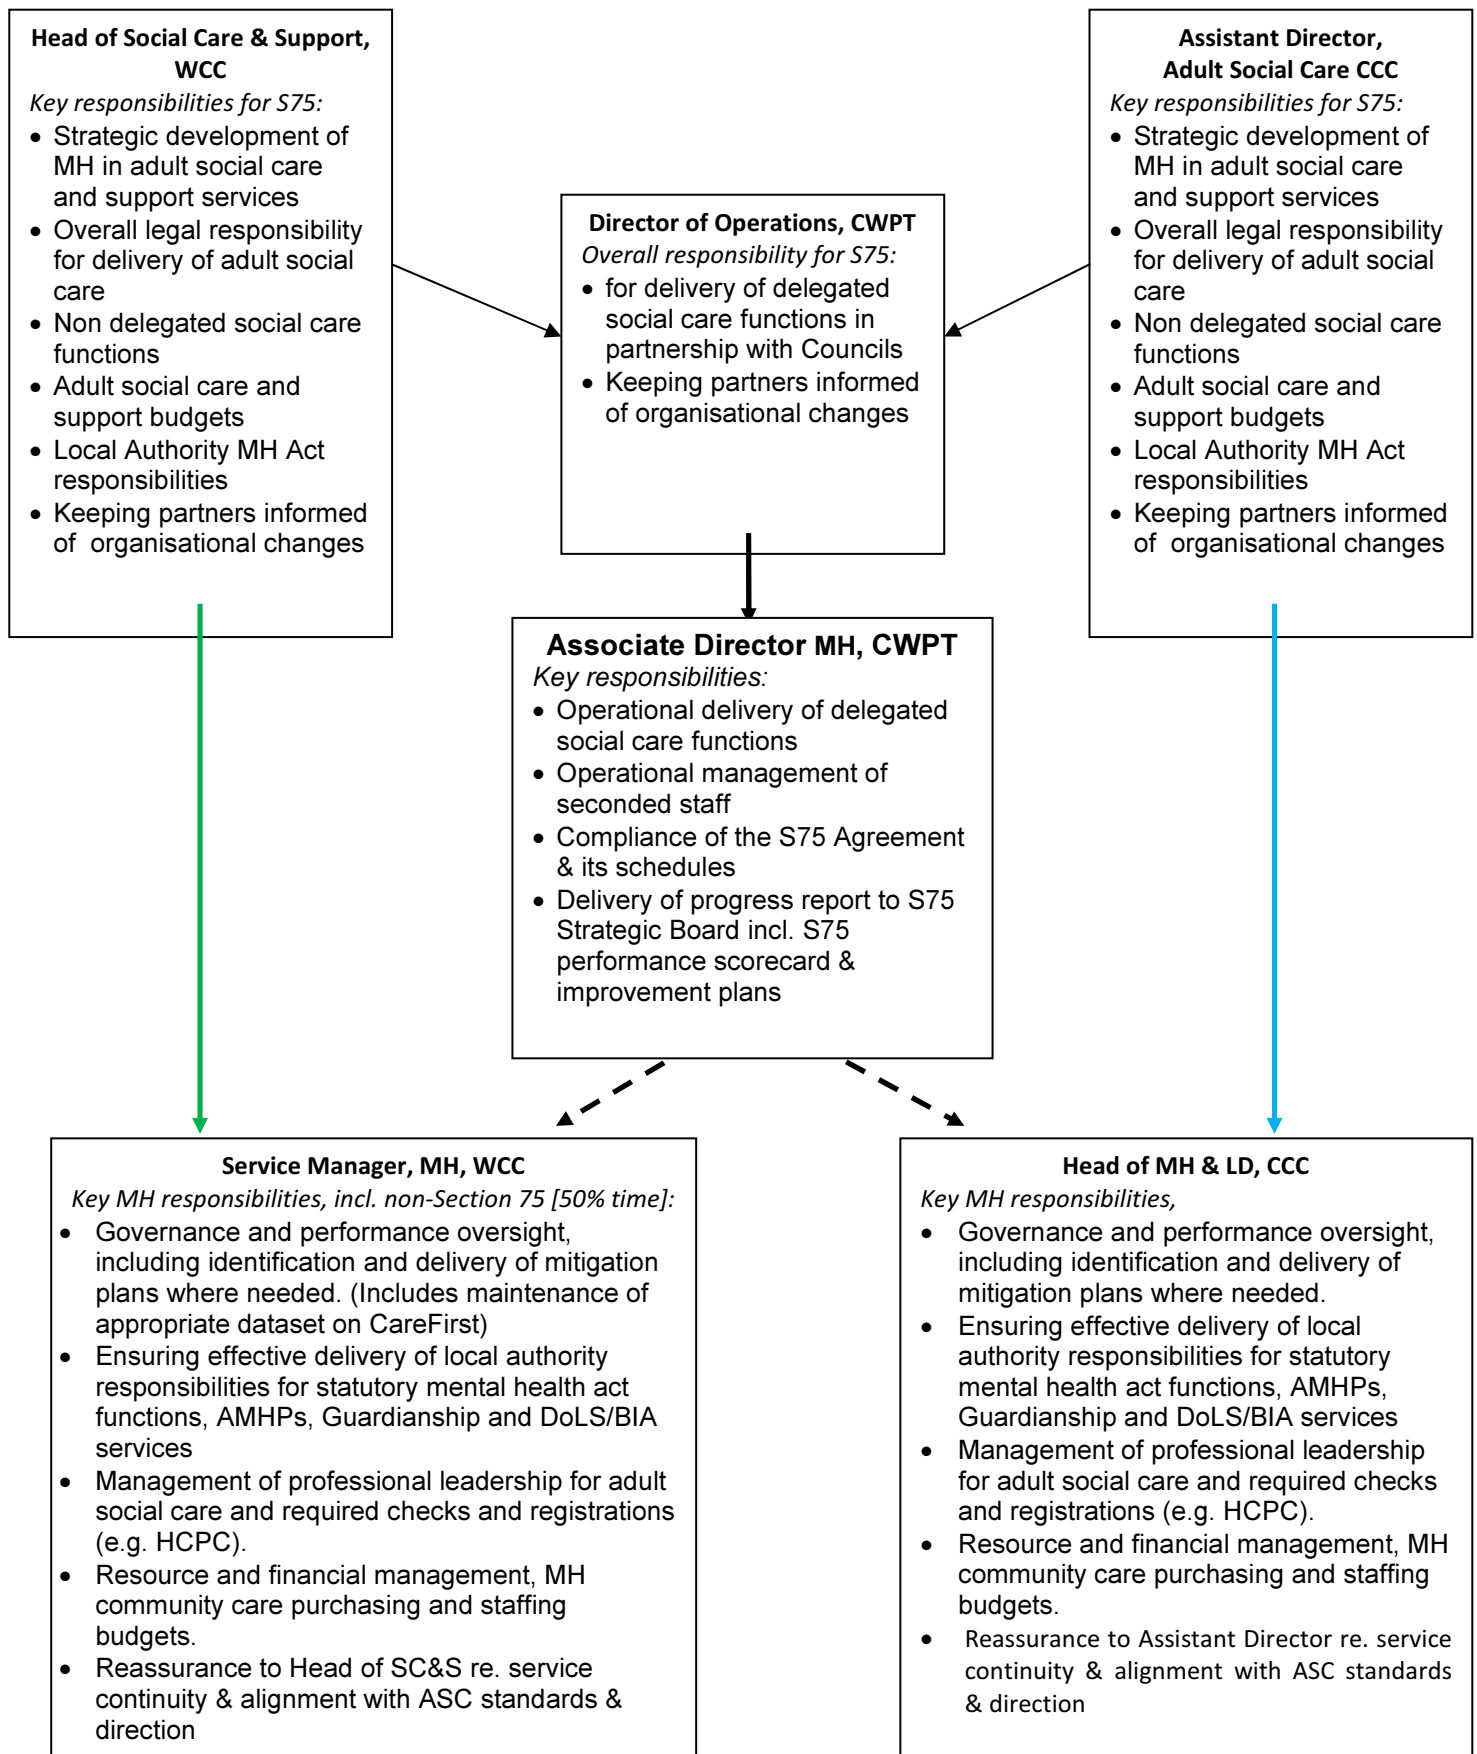 Head of Social Care & Support,
WCC
Key responsibilities for S75:
• Strategic development of
MH in adult social care
and support services
• Overall legal responsibility
for delivery of adult social
care
• Non delegated social care
functions
• Adult social care and
support budgets
• Local Authority MH Act
responsibilities
• Keeping partners informed
of organisational changes
Director of Operations, CWPT
Overall responsibility for S75:
• for delivery of delegated
social care functions in
partnership with Councils
• Keeping partners informed
of organisational changes
Assistant Director,
Adult Social Care CCC
Key responsibilities for S75:
• Strategic development of
MH in adult social care
and support services
• Overall legal responsibility
for delivery of adult social
care
• Non delegated social care
functions
• Adult social care and
support budgets
• Local Authority MH Act
responsibilities
• Keeping partners informed
of organisational changes
Associate Director MH, CWPT
Key responsibilities:
• Operational delivery of delegated
social care functions
• Operational management of
seconded staff
• Compliance of the S75 Agreement
& its schedules
• Delivery of progress report to S75
Strategic Board incl. S75
performance scorecard &
improvement plans
Service Manager, MH, WCC
Key MH responsibilities, incl. non-Section 75 [50% time]:
• Governance and performance oversight,
including identification and delivery of mitigation
plans where needed. (Includes maintenance of
appropriate dataset on CareFirst)
• Ensuring effective delivery of local authority
responsibilities for statutory mental health act
functions, AMHPs, Guardianship and DoLS/BIA
services
• Management of professional leadership for adult
social care and required checks and registrations
(e.g. HCPC).
• Resource and financial management, MH
community care purchasing and staffing
budgets.
• Reassurance to Head of SC&S re. service
continuity & alignment with ASC standards &
direction
Head of MH & LD, CCC
Key MH responsibilities,
• Governance and performance oversight,
including identification and delivery of
mitigation plans where needed.
• Ensuring effective delivery of local
authority responsibilities for statutory
mental health act functions, AMHPs,
Guardianship and DoLS/BIA services
• Management of professional leadership
for adult social care and required checks
and registrations (e.g. HCPC).
• Resource and financial management, MH
community care purchasing and staffing
budgets.
• Reassurance to Assistant Director re. service
continuity & alignment with ASC standards
& direction